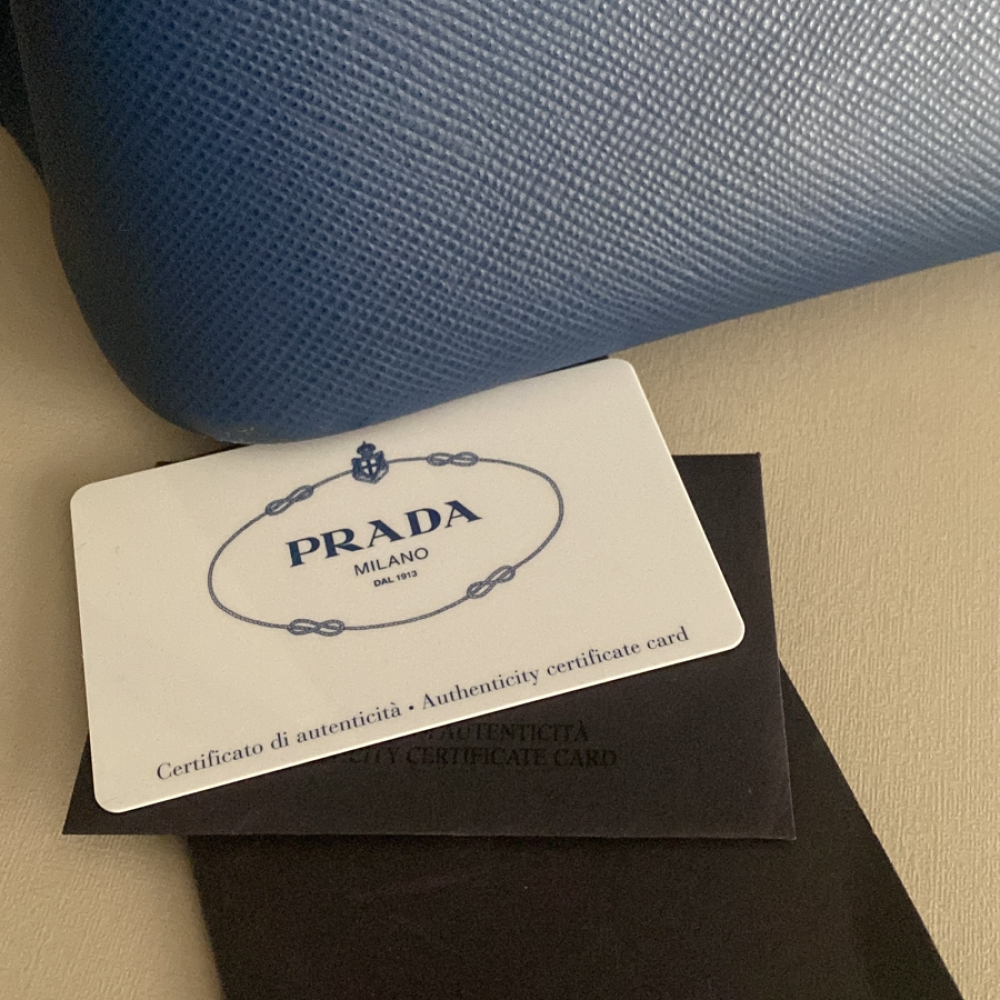 PRADA
MILANO
DAL 1913
Certificato di autenticità • Authenticity certificate card
AUTENTICITÀ
CERTIFICATE CARD